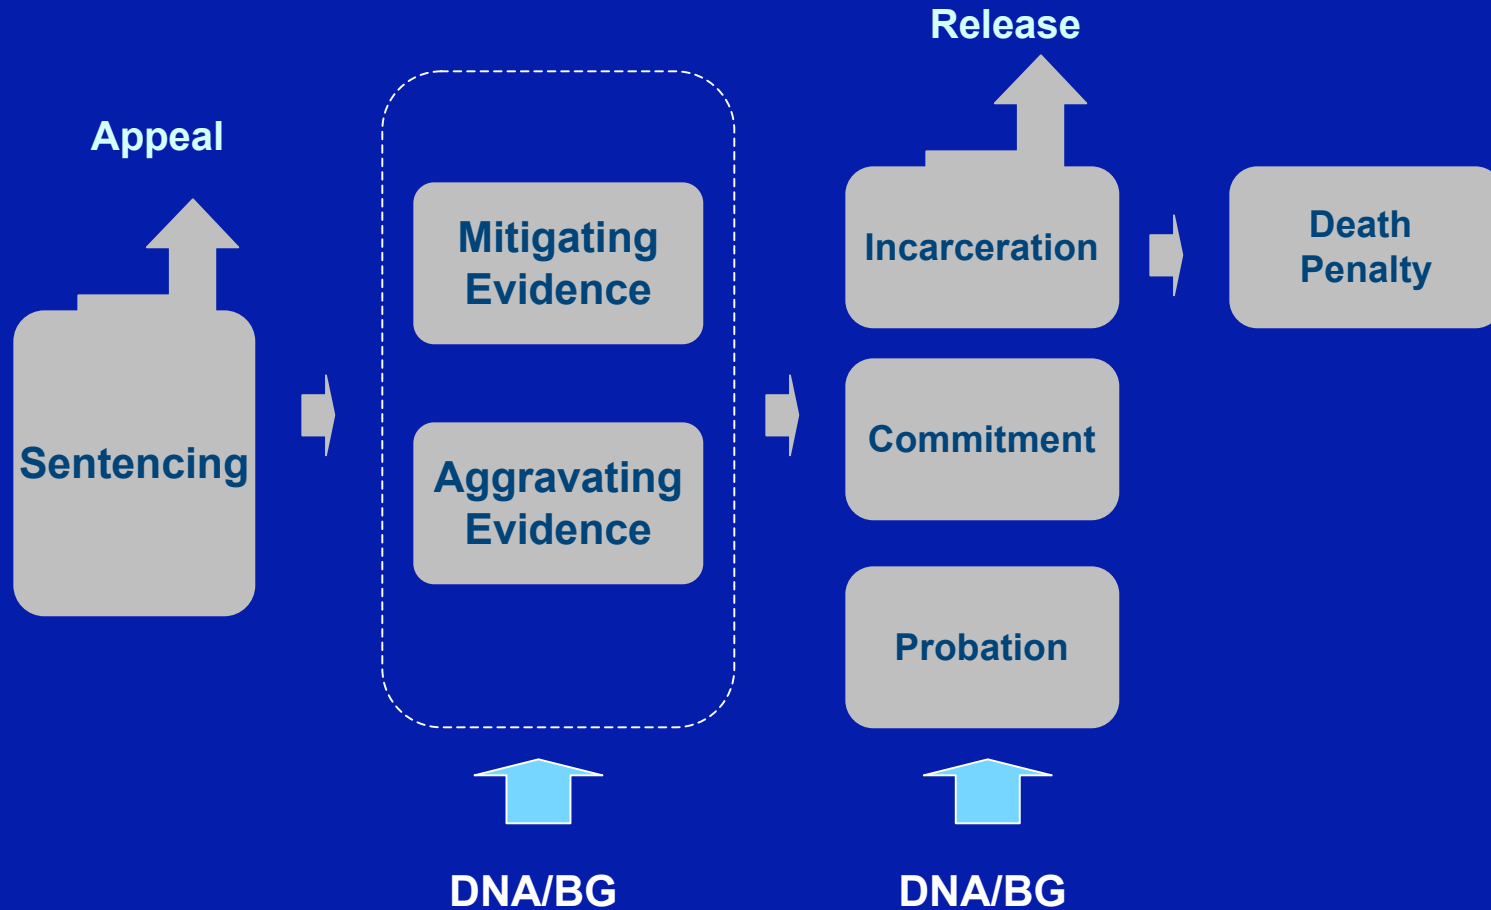 Release
Appeal
Mitigating
Evidence
Incarceration
Death
Penalty
Sentencing
Aggravating
Evidence
Commitment
Probation
DNA/BG
DNA/BG